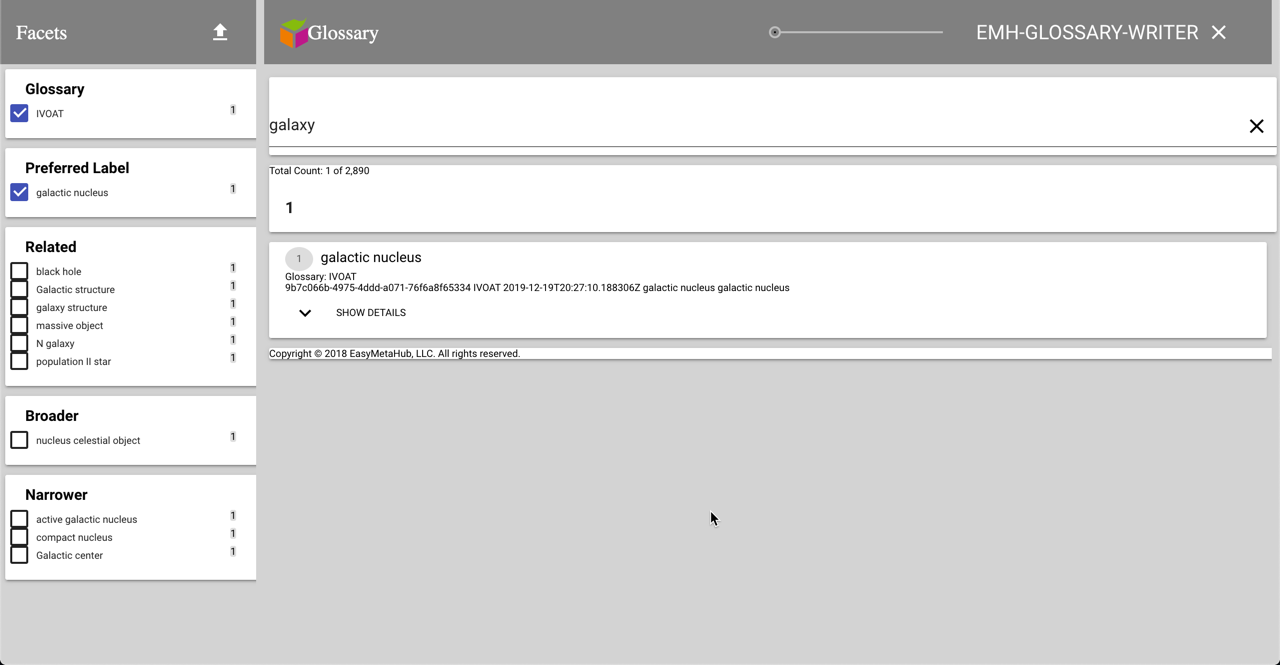 Facets
Glossary
EMH-GLOSSARY-WRITER
Glossary
IVOAT 1
Preferred Label
galactic nucleus 1
Related
black hole 1
Galactic structure 1
galaxy structure 1
massive object 1
N galaxy 1
population II star 1
Broader
nucleus celestial object 1
Narrower
active galactic nucleus 1
compact nucleus 1
Galactic center 1
galaxy
Total Count: 1 of 2,890
1
1 galactic nucleus
Glossary: IVOAT
9b7c066b-4975-4ddd-a071-76f6a8f65334 IVOAT 2019-12-19T20:27:10.188306Z galactic nucleus galactic nucleus
SHOW DETAILS
Copyright © 2018 EasyMetaHub, LLC. All rights reserved.